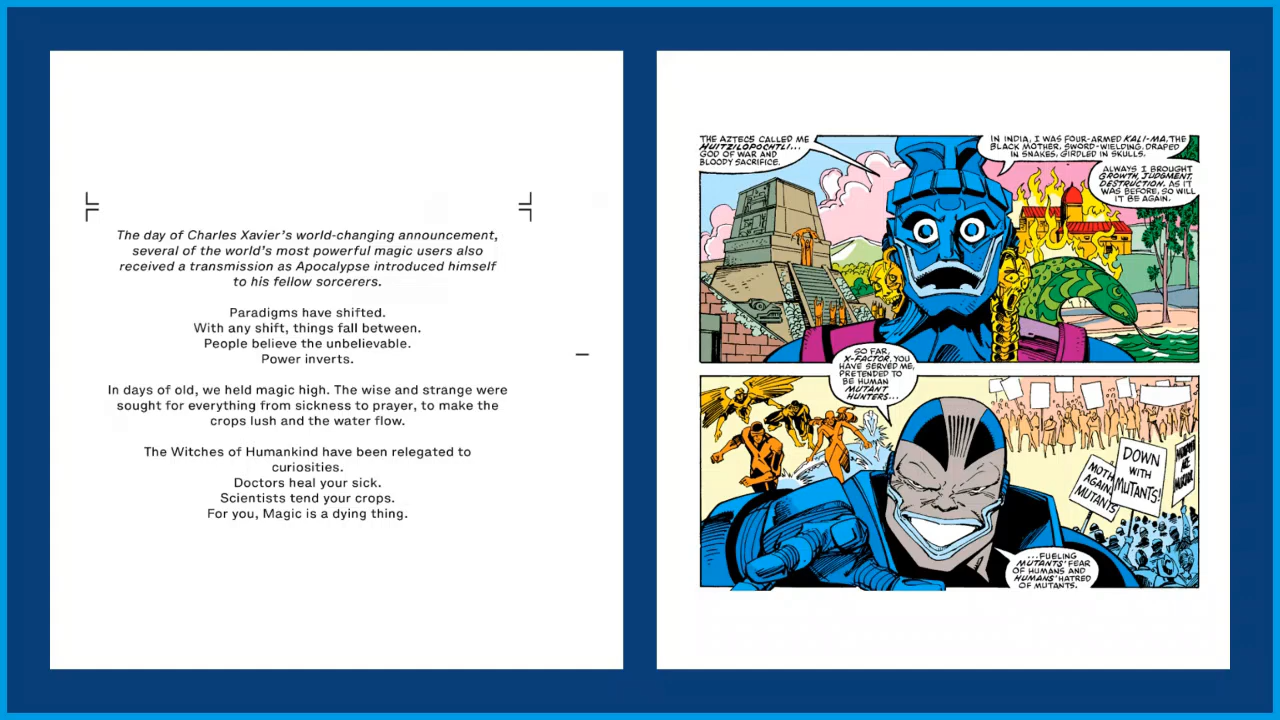 The day of Charles Xavier's world-changing announcement,
several of the world's most powerful magic users also
received a transmission as Apocalypse introduced himself
to his fellow sorcerers.
Paradigms have shifted.
With any shift, things fall between.
People believe the unbelievable.
Power inverts.
In days of old, we held magic high. The wise and strange were
sought for everything from sickness to prayer, to make the
crops lush and the water flow.
The Witches of Humankind have been relegated to
curiosities.
Doctors heal your sick.
Scientists tend your crops.
For you, Magic is a dying thing.
THE AZTECS CALLED ME
HUITZILOPOCHTLI...
GOD OF WAR AND
BLOODY SACRIFICE.
IN INDIA, I WAS FOUR-ARMED KALI-MA, THE
BLACK MOTHER, SWORD-WIELDING, DRAPED
IN SNAKES, GIRDLED IN SKULLS.
ALWAYS I BROUGHT
GROWTH, JUDGMENT,
DESTRUCTION. AS IT
WAS BEFORE, SO WILL
IT BE AGAIN.
SO FAR,
X-FACTOR, YOU
HAVE SERVED ME,
PRETENDED TO
BE HUMAN
MUTANT
HUNTERS...
DOWN
WITH
MUTANTS!
AGAINST
MUTANTS
...FUELING
MUTANTS' FEAR
OF HUMANS AND
HUMANS' HATRED
OF MUTANTS.